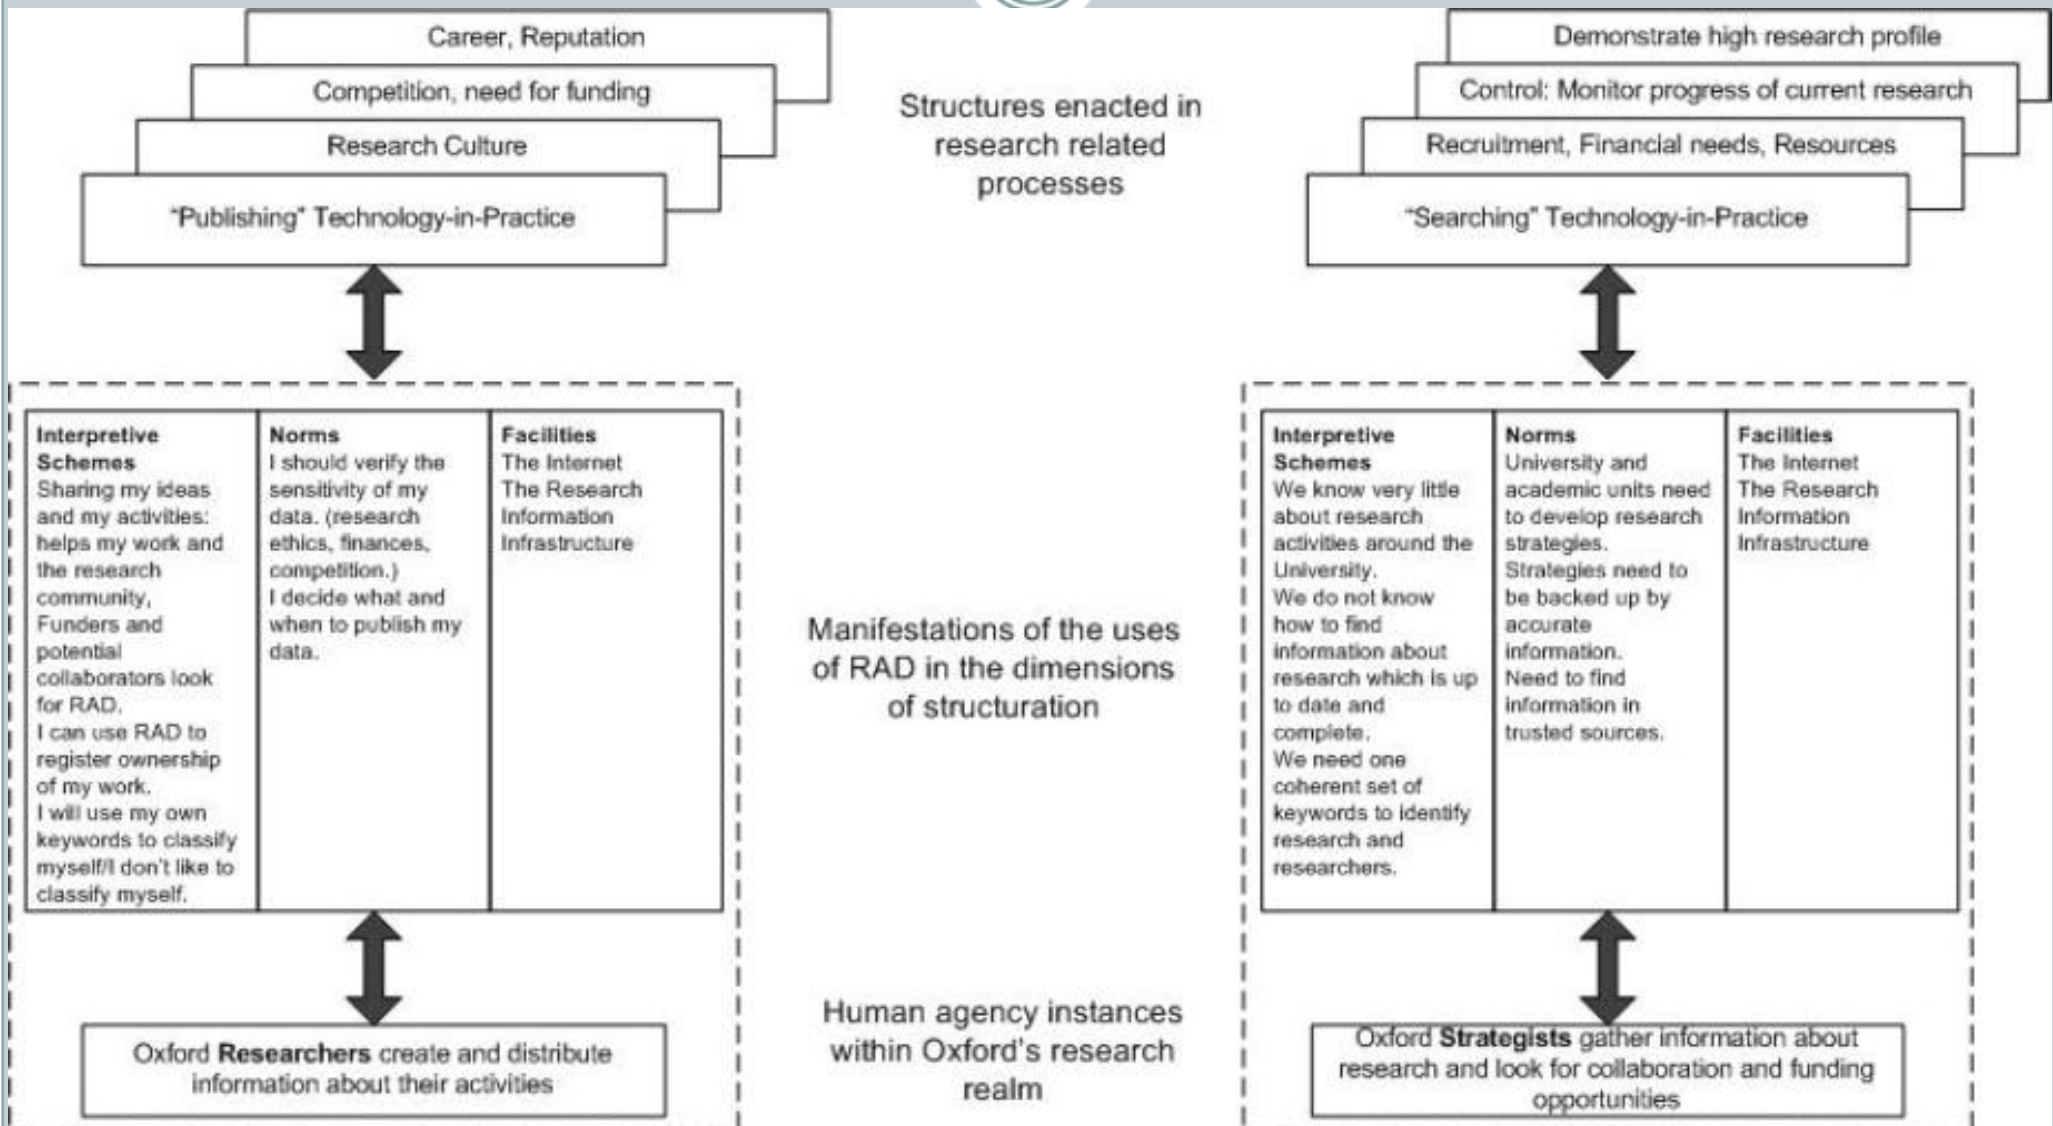 Career, Reputation
Competition, need for funding
Research Culture
“Publishing” Technology-in-Practice
Structures enacted in
research related
processes
Demonstrate high research profile
Control: Monitor progress of current research
Recruitment, Financial needs, Resources
“Searching” Technology-in-Practice
Interpretive
Schemes
Sharing my ideas
and my activities:
helps my work and
the research
community,
Funders and
potential
collaborators look
for RAD.
I can use RAD to
register ownership
of my work.
I will use my own
keywords to classify
myself/I don't like to
classify myself.
Norms
I should verify the
sensitivity of my
data. (research
ethics, finances,
competition.)
I decide what and
when to publish my
data.
Facilities
The Internet
The Research
Information
Infrastructure
Manifestations of the uses
of RAD in the dimensions
of structuration
Interpretive
Schemes
We know very little
about research
activities around the
University.
We do not know
how to find
information about
research which is up
to date and
complete.
We need one
coherent set of
keywords to identify
research and
researchers.
Norms
University and
academic units need
to develop research
strategies.
Strategies need to
be backed up by
accurate
information.
Need to find
information in
trusted sources.
Facilities
The Internet
The Research
Information
Infrastructure
Oxford Researchers create and distribute
information about their activities
Human agency instances
within Oxford's research
realm
Oxford Strategists gather information about
research and look for collaboration and funding
opportunities